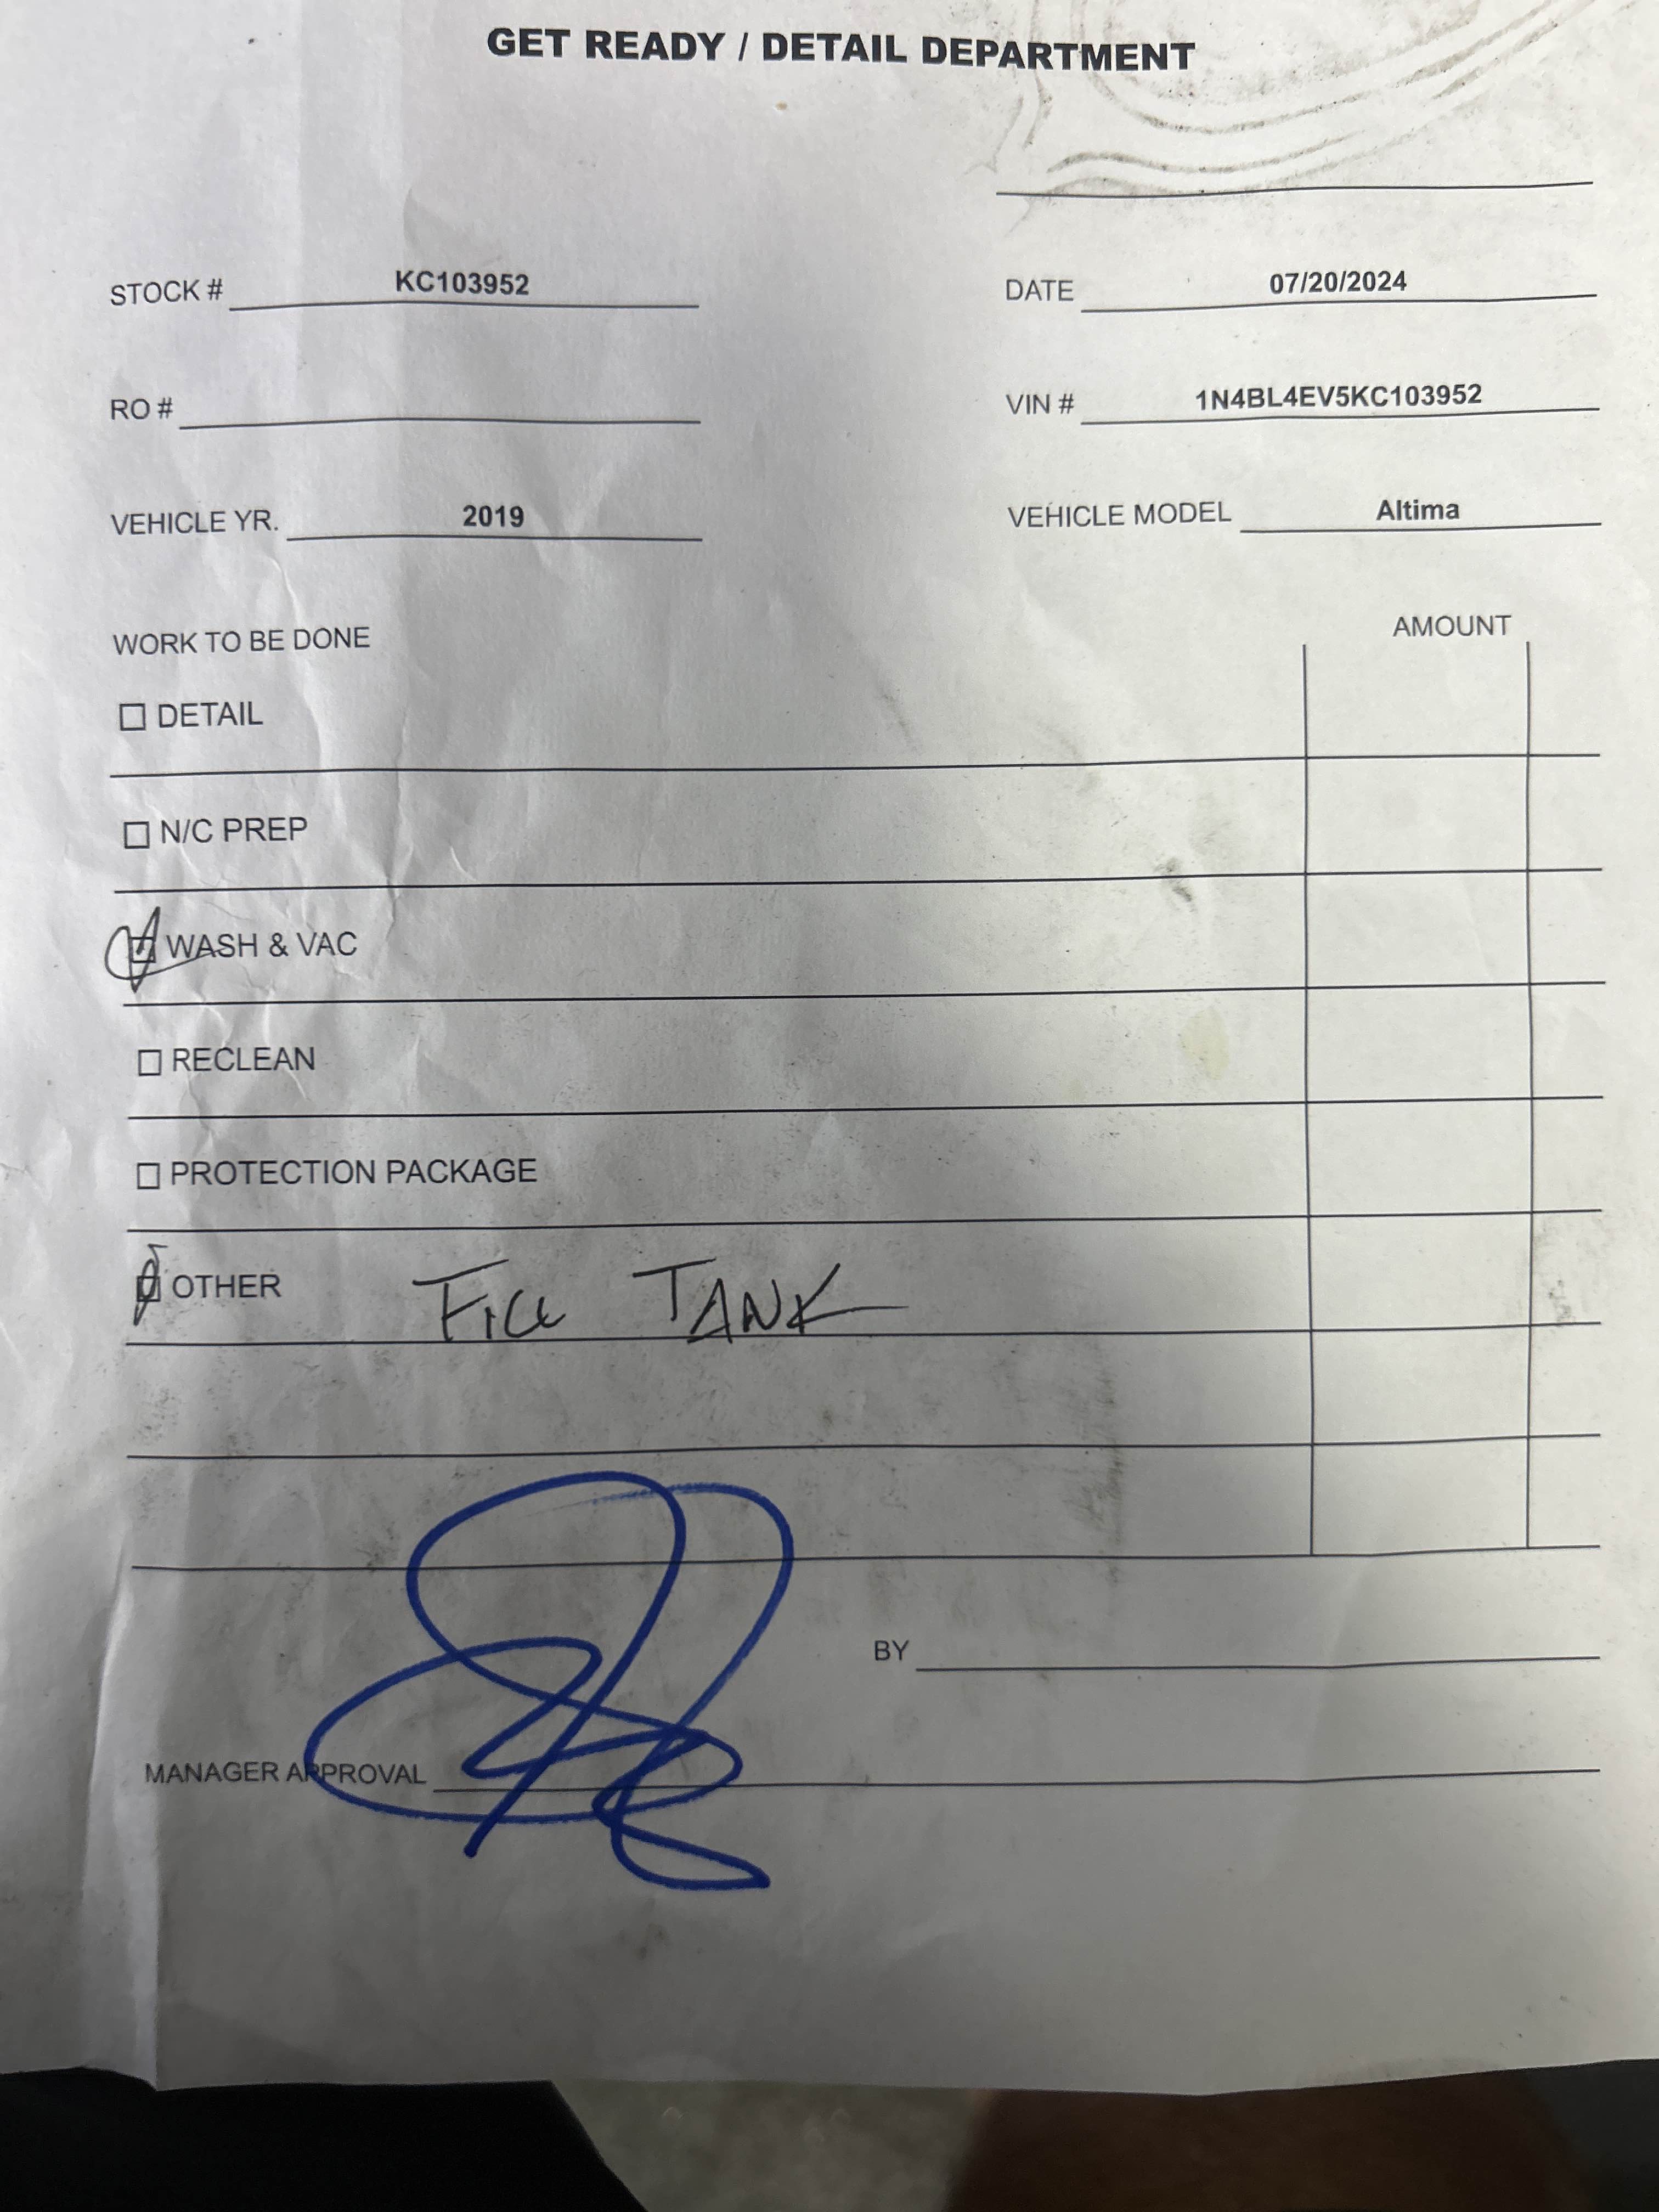 GET READY / DETAIL DEPARTMENT
STOCK # KC103952 DATE 07/20/2024
RO # VIN # 1N4BL4EV5KC103952
VEHICLE YR. 2019 VEHICLE MODEL Altima
WORK TO BE DONE AMOUNT
DETAIL
N/C PREP
WASH & VAC
RECLEAN
PROTECTION PACKAGE
OTHER FILL TANK
BY
MANAGER APPROVAL